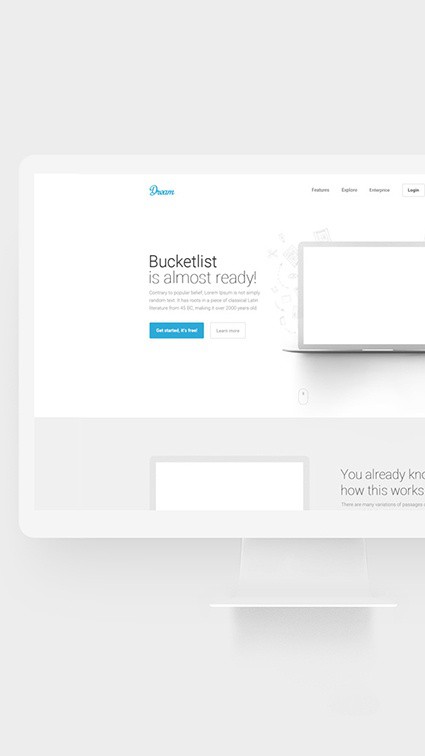 Dream
Features Explore Enterprise Login
Bucketlist
is almost ready!
Contrary to popular belief, Lorem Ipsum is not simply
random text. It has roots in a piece of classical Latin
literature from 45 BC, making it over 2000 years old.
Get started, it's free!
Learn more
You already kno
how this works
There are many variations of passages